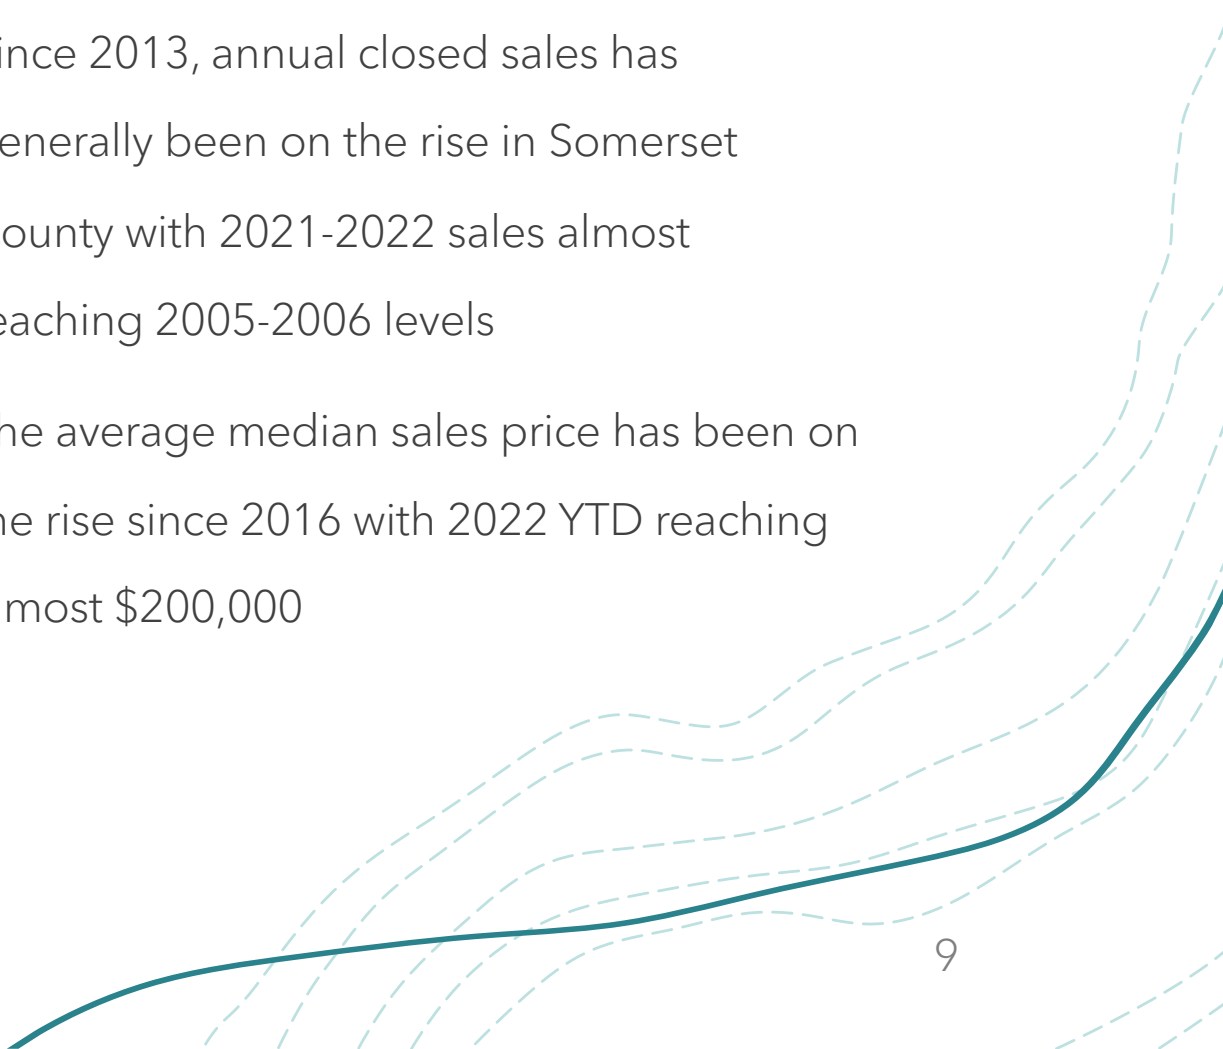 ince 2013, annual closed sales has
enerally been on the rise in Somerset
ounty with 2021-2022 sales almost
eaching 2005-2006 levels
he average median sales price has been on
he rise since 2016 with 2022 YTD reaching
most $200,000
9